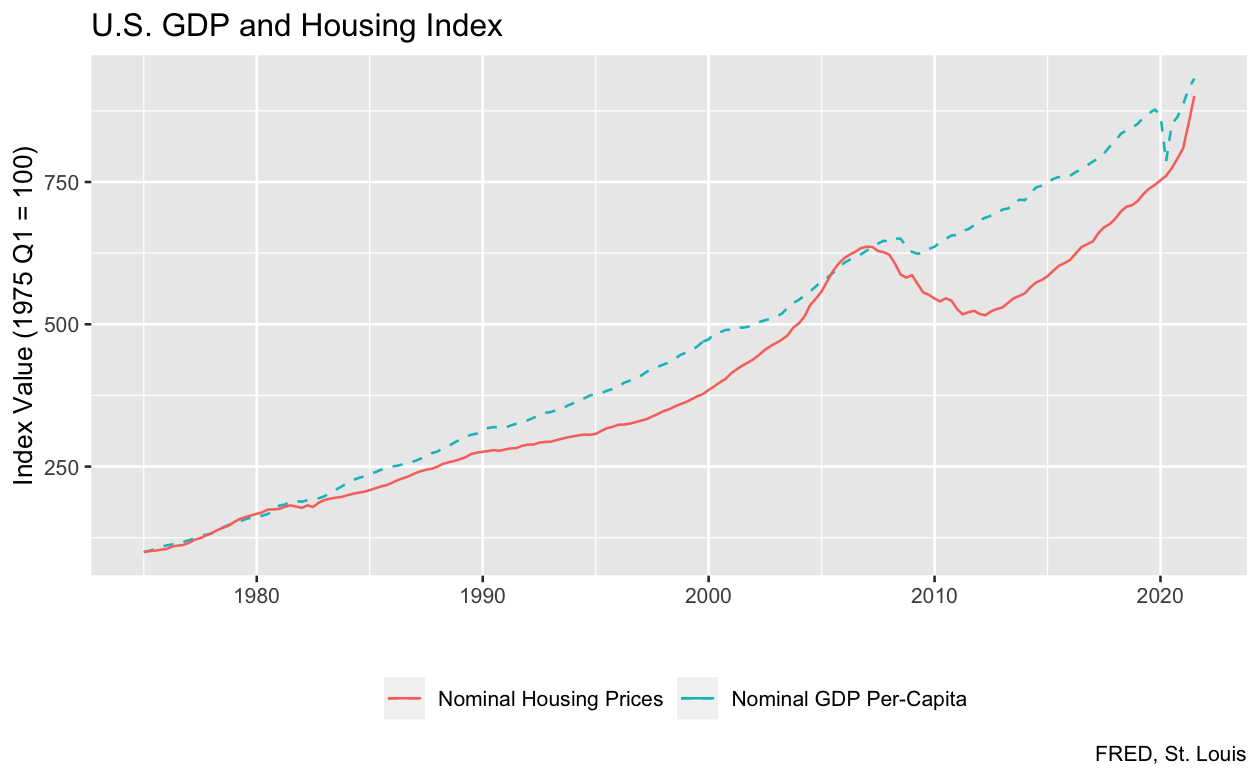 U.S. GDP and Housing Index
Index Value (1975 Q1 = 100)
750
500
250
1980 1990 2000 2010 2020
Nominal Housing Prices Nominal GDP Per-Capita
FRED, St. Louis